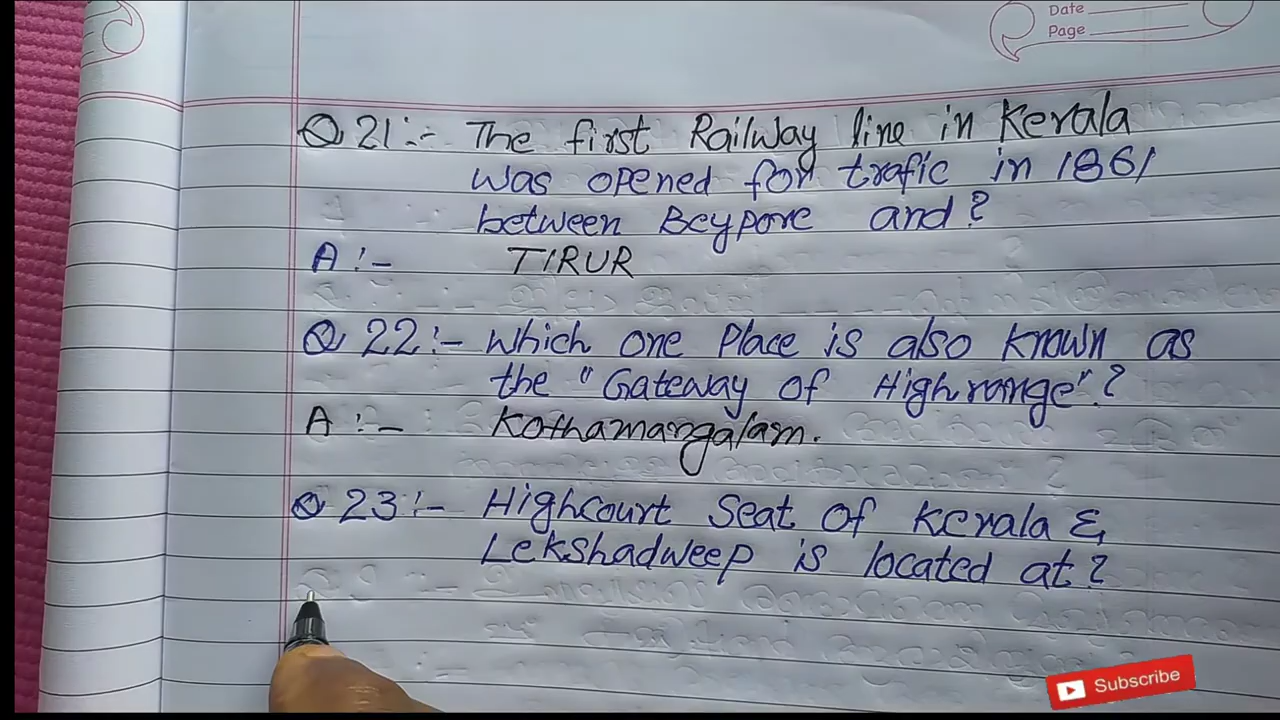 Date
Page
Q 21:- The first Railway line in Kerala
was opened for trafic in 1861
between Beypore and?
A:- TIRUR
Q 22:- Which one Place is also known as
the "Gateway of Highrange"?
A:- Kothamangalam.
Q 23:- Highcourt Seat of Kerala &
Lekshadweep is located at?
Subscribe